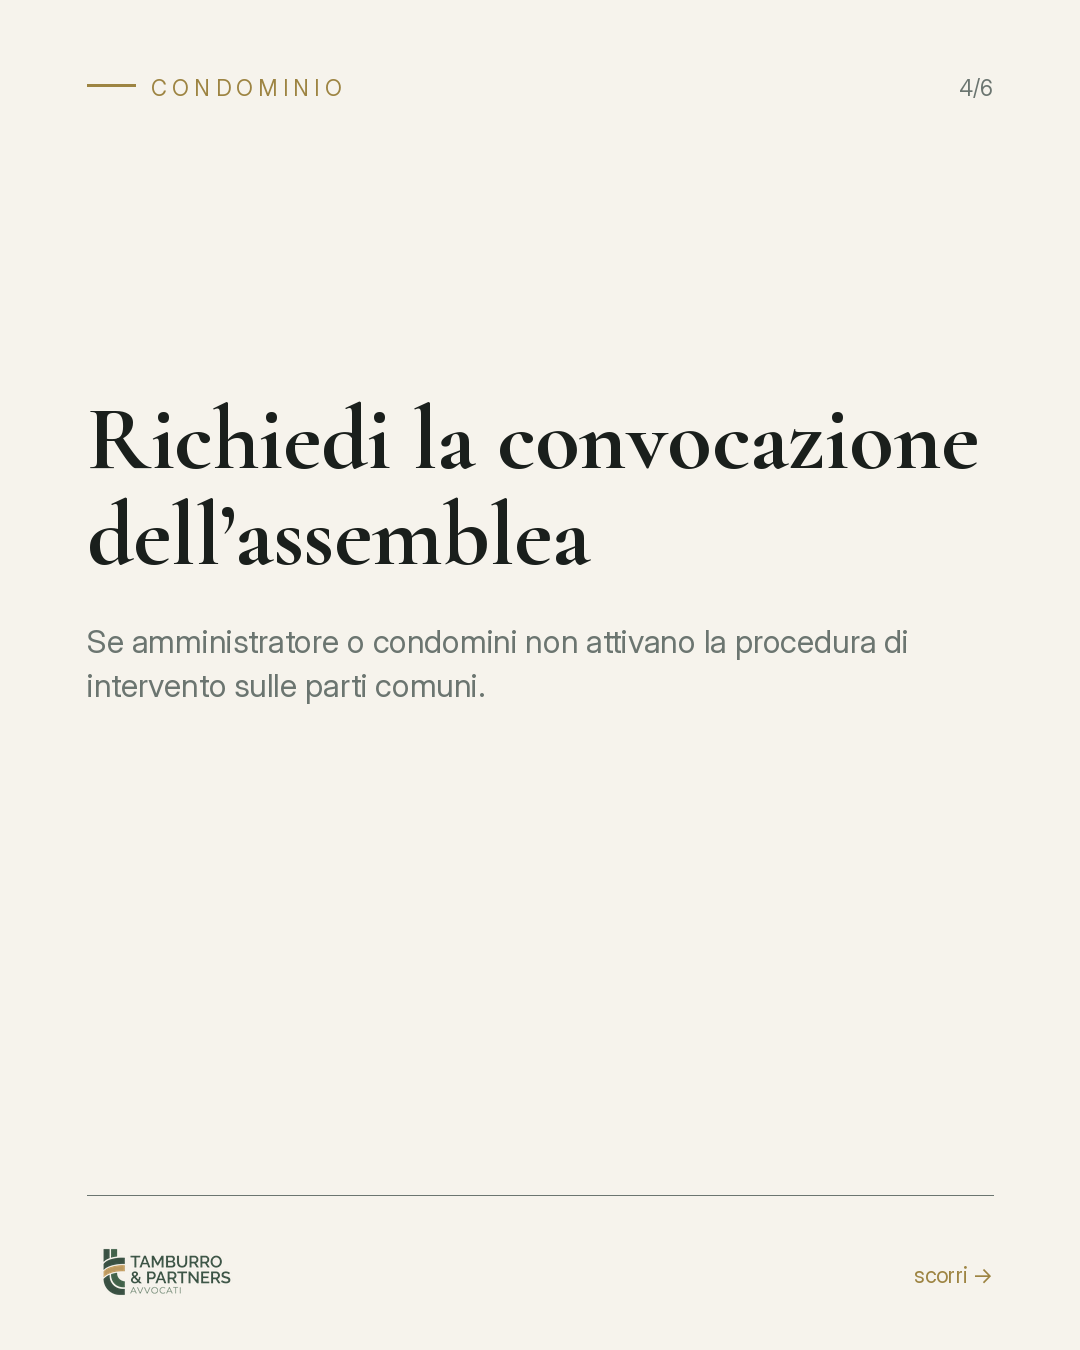 CONDOMINIO
4/6
Richiedi la convocazione
dell’assemblea
Se amministratore o condomini non attivano la procedura di
intervento sulle parti comuni.
TAMBURRO
& PARTNERS
AVVOCATI
scorri →